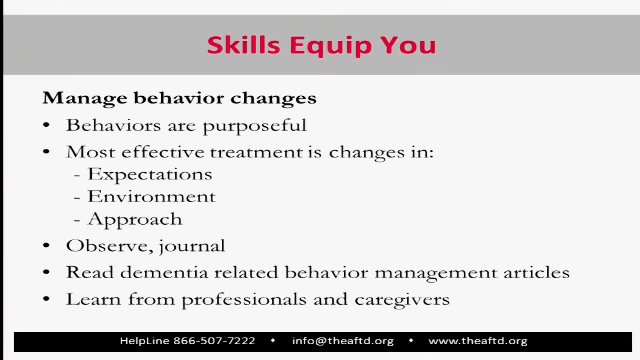 Skills Equip You
Manage behavior changes
• Behaviors are purposeful
• Most effective treatment is changes in:
- Expectations
- Environment
- Approach
• Observe, journal
• Read dementia related behavior management articles
• Learn from professionals and caregivers
HelpLine 866-507-7222 • info@theaftd.org • www.theaftd.org